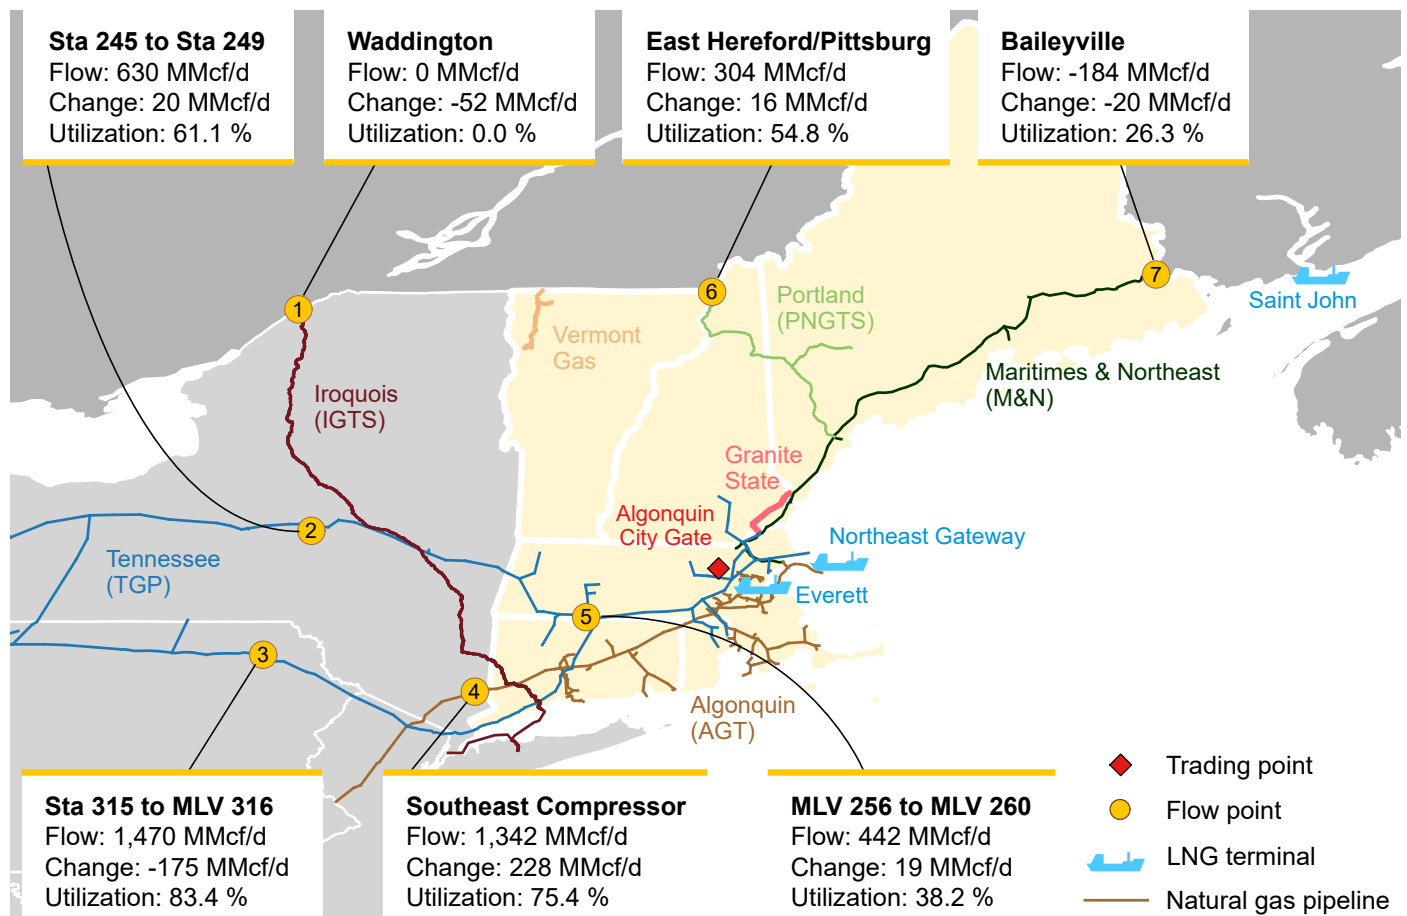 Sta 245 to Sta 249
Flow: 630 MMcf/d
Change: 20 MMcf/d
Utilization: 61.1 %
Waddington
Flow: 0 MMcf/d
Change: -52 MMcf/d
Utilization: 0.0 %
East Hereford/Pittsburg
Flow: 304 MMcf/d
Change: 16 MMcf/d
Utilization: 54.8 %
Baileyville
Flow: -184 MMcf/d
Change: -20 MMcf/d
Utilization: 26.3 %
7
6
1
Saint John
Portland
(PNGTS)
Vermont
Gas
Iroquois
(IGTS)
Maritimes & Northeast
(M&N)
Granite
State
Algonquin
City Gate
2
Northeast Gateway
Tennessee
(TGP)
Everett
5
3
4
Algonquin
(AGT)
Sta 315 to MLV 316
Flow: 1,470 MMcf/d
Change: -175 MMcf/d
Utilization: 83.4 %
Southeast Compressor
Flow: 1,342 MMcf/d
Change: 228 MMcf/d
Utilization: 75.4 %
MLV 256 to MLV 260
Flow: 442 MMcf/d
Change: 19 MMcf/d
Utilization: 38.2 %
Trading point
Flow point
LNG terminal
Natural gas pipeline